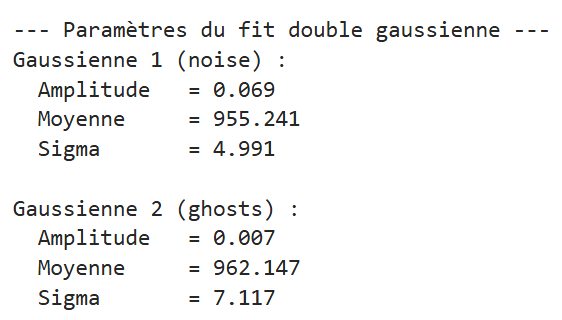 --- Paramètres du fit double gaussienne ---
Gaussienne 1 (noise) :
  Amplitude   = 0.069
  Moyenne     = 955.241
  Sigma       = 4.991

Gaussienne 2 (ghosts) :
  Amplitude   = 0.007
  Moyenne     = 962.147
  Sigma       = 7.117